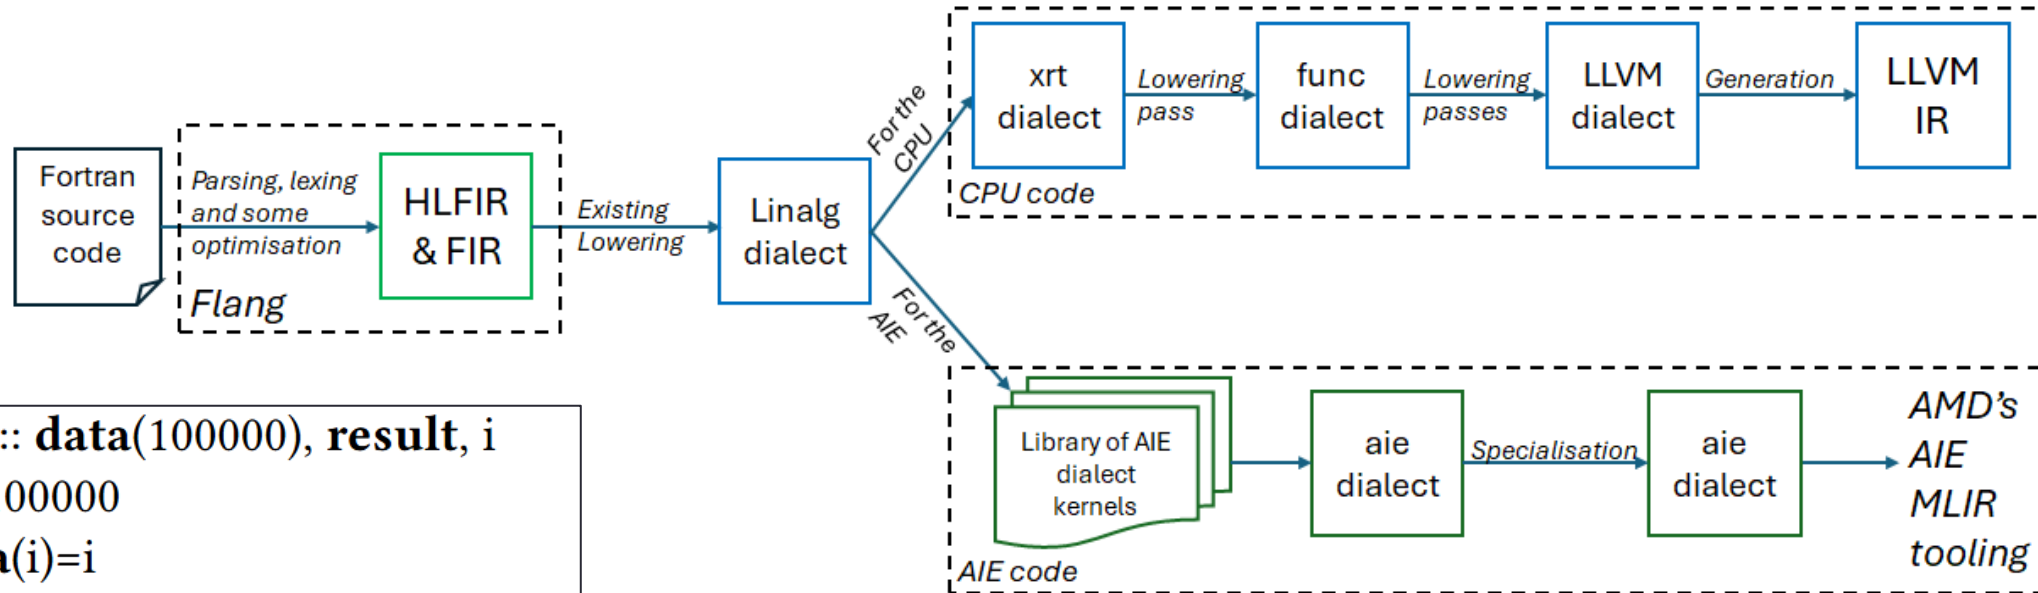 Fortran
source
code
Parsing, lexing
and some
optimisation
Flang
HLFIR
& FIR
Existing
Lowering
Linalg
dialect
For the
CPU
For the
AIE
xrt
dialect
Lowering
pass
func
dialect
Lowering
passes
LLVM
dialect
Generation
LLVM
IR
CPU code
Library of AIE
dialect
kernels
aie
dialect
Specialisation
aie
dialect
AMD's
AIE
MLIR
tooling
AIE code
:: data(100000), result, i
00000
a(i)=i